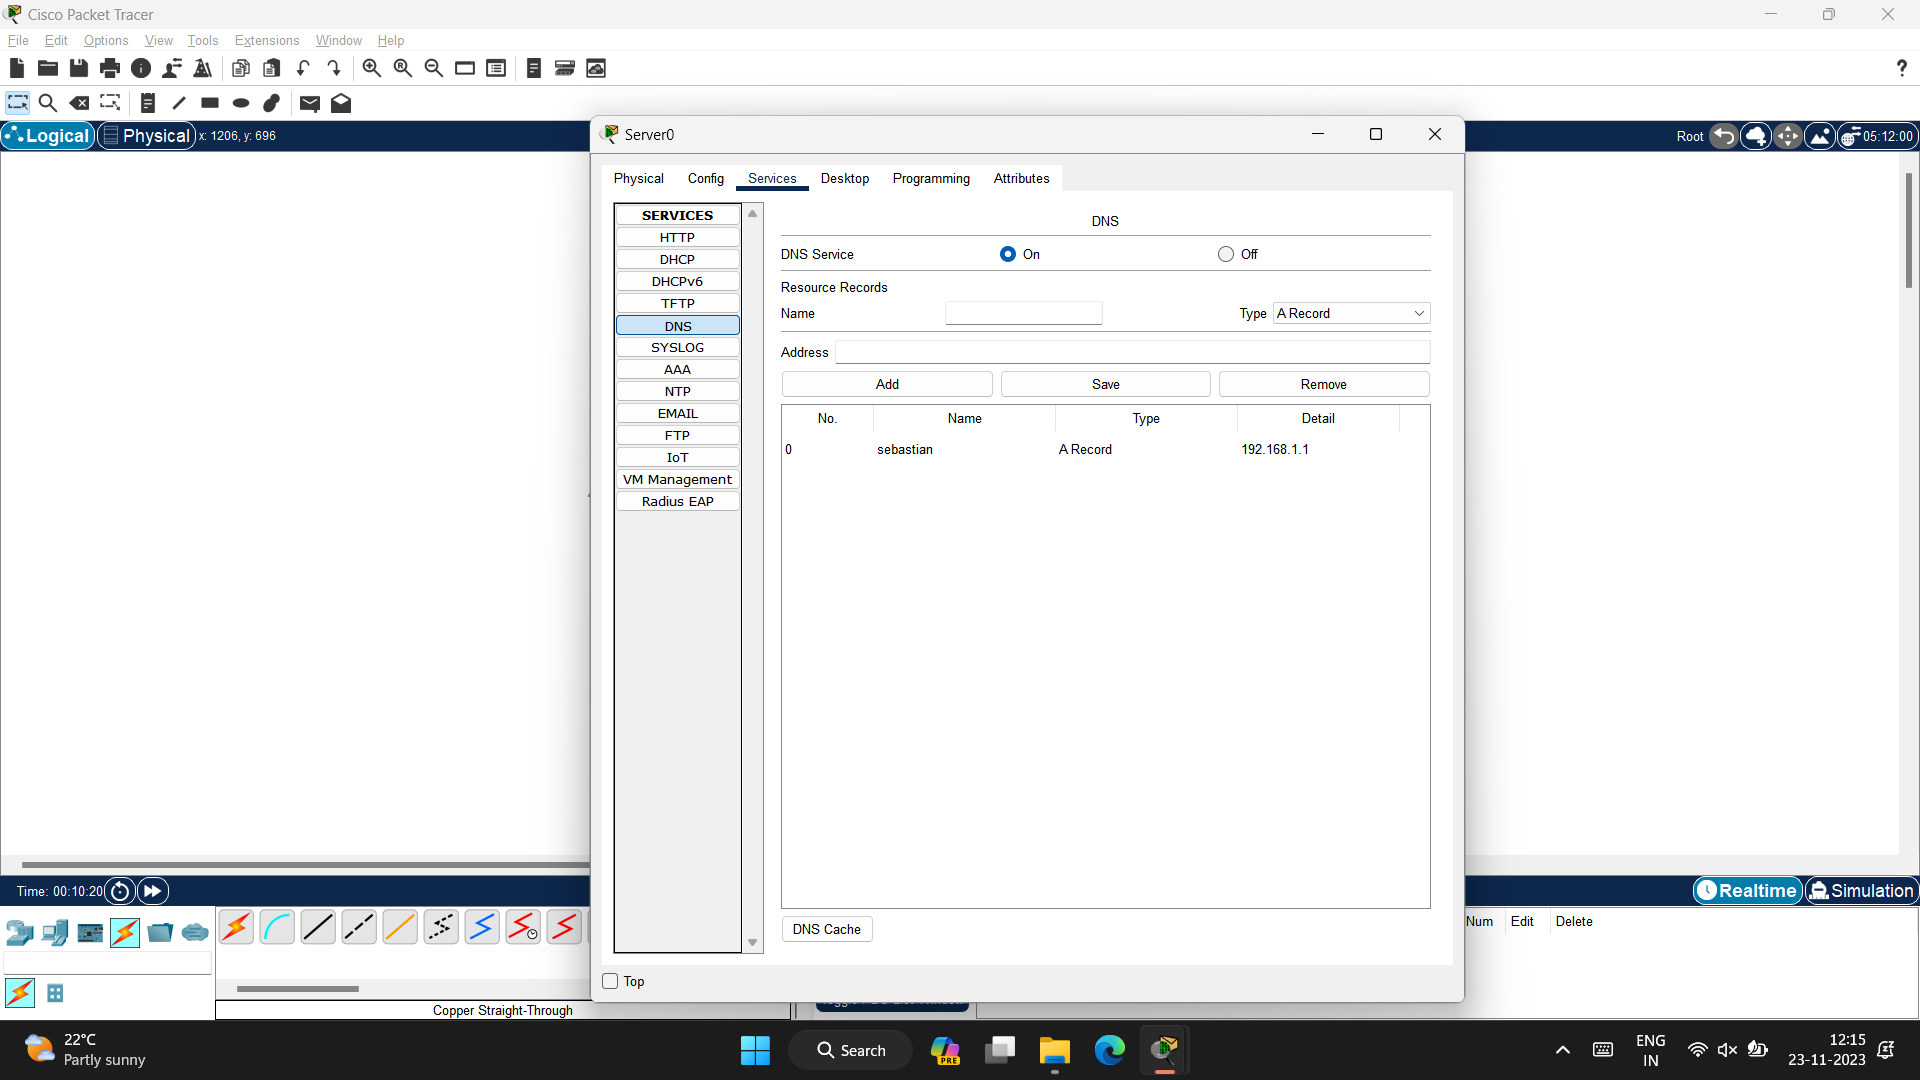 Cisco Packet Tracer
File Edit Options View Tools Extensions Window Help
?
Logical Physical x: 1206, y: 696
Root 05:12:00
Server0
Physical Config Services Desktop Programming Attributes
SERVICES
HTTP
DHCP
DHCPv6
TFTP
DNS
SYSLOG
AAA
NTP
EMAIL
FTP
IoT
VM Management
Radius EAP
DNS
DNS Service On Off
Resource Records
Name Type A Record
Address
Add Save Remove
No. Name Type Detail
0 sebastian A Record 192.168.1.1
DNS Cache
Top
Time: 00:10:20
Realtime Simulation
Num Edit Delete
Copper Straight-Through
22°C
Partly sunny
Search
PRE
ENG
IN
12:15
23-11-2023